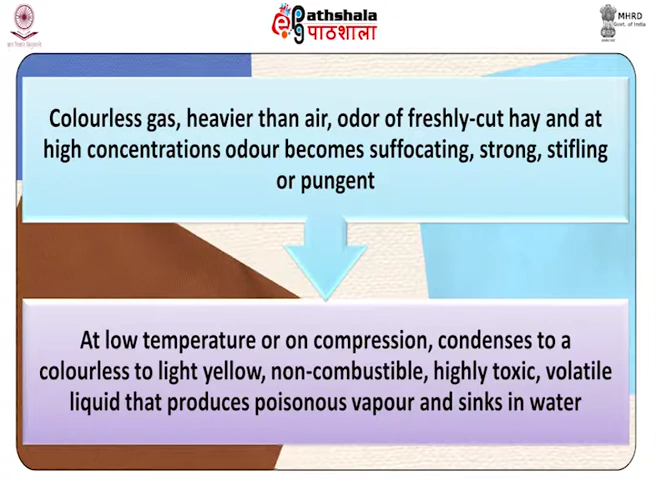 ePathshala
पाठशाला
MHRD
Govt. of India
Colourless gas, heavier than air, odor of freshly-cut hay and at
high concentrations odour becomes suffocating, strong, stifling
or pungent
At low temperature or on compression, condenses to a
colourless to light yellow, non-combustible, highly toxic, volatile
liquid that produces poisonous vapour and sinks in water